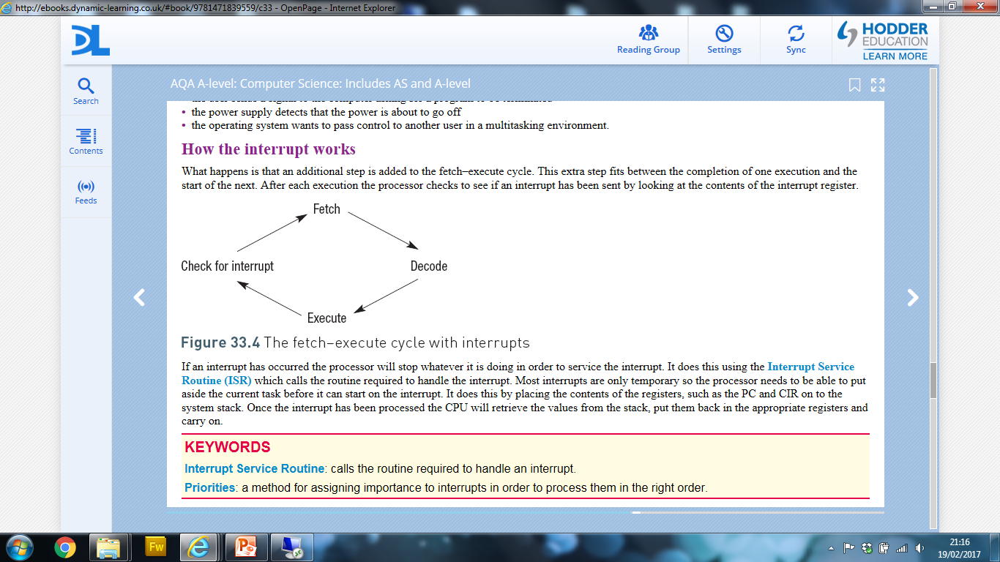 http://ebooks.dynamic-learning.co.uk/#book/9781471839559/c33 - OpenPage - Internet Explorer
DL
Reading Group
Settings
Sync
HODDER
EDUCATION
LEARN MORE
Search
Contents
Feeds
AQA A-level: Computer Science: Includes AS and A-level
• the power supply detects that the power is about to go off
• the operating system wants to pass control to another user in a multitasking environment.
How the interrupt works
What happens is that an additional step is added to the fetch–execute cycle. This extra step fits between the completion of one execution and the
start of the next. After each execution the processor checks to see if an interrupt has been sent by looking at the contents of the interrupt register.
Fetch
Check for interrupt
Decode
Execute
Figure 33.4 The fetch–execute cycle with interrupts
If an interrupt has occurred the processor will stop whatever it is doing in order to service the interrupt. It does this using the Interrupt Service
Routine (ISR) which calls the routine required to handle the interrupt. Most interrupts are only temporary so the processor needs to be able to put
aside the current task before it can start on the interrupt. It does this by placing the contents of the registers, such as the PC and CIR on to the
system stack. Once the interrupt has been processed the CPU will retrieve the values from the stack, put them back in the appropriate registers and
carry on.
KEYWORDS
Interrupt Service Routine: calls the routine required to handle an interrupt.
Priorities: a method for assigning importance to interrupts in order to process them in the right order.
Fw
21:16
19/02/2017